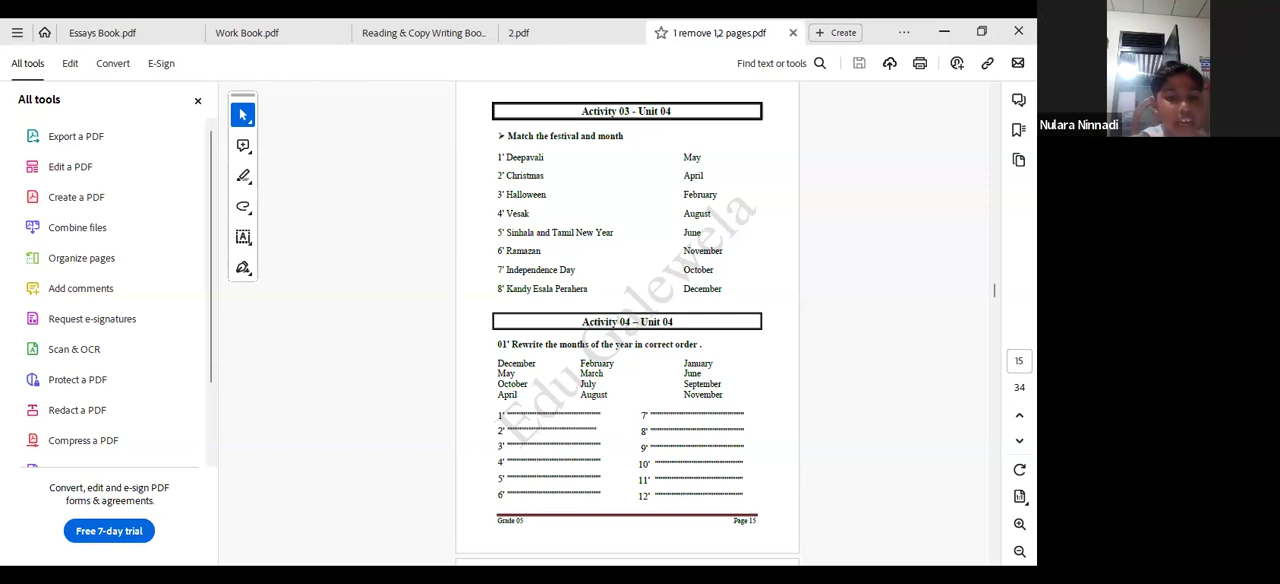 Essays Book.pdf
Work Book.pdf
Reading & Copy Writing Boo...
2.pdf
1 remove 1,2 pages.pdf
+ Create
All tools
Edit
Convert
E-Sign
Find text or tools
All tools
Export a PDF
Edit a PDF
Create a PDF
Combine files
Organize pages
Add comments
Request e-signatures
Scan & OCR
Protect a PDF
Redact a PDF
Compress a PDF
Convert, edit and e-sign PDF
forms & agreements.
Free 7-day trial
Activity 03 - Unit 04
➤ Match the festival and month
1' Deepavali May
2' Christmas April
3' Halloween February
4' Vesak August
5' Sinhala and Tamil New Year June
6' Ramazan November
7' Independence Day October
8' Kandy Esala Perahera December
Activity 04 – Unit 04
01' Rewrite the months of the year in correct order .
December February January
May March June
October July September
April August November
1' 7'
2' 8'
3' 9'
4' 10'
5' 11'
6' 12'
Grade 05 Page 15
Edu Galewela
15
34
Nulara Ninnadi